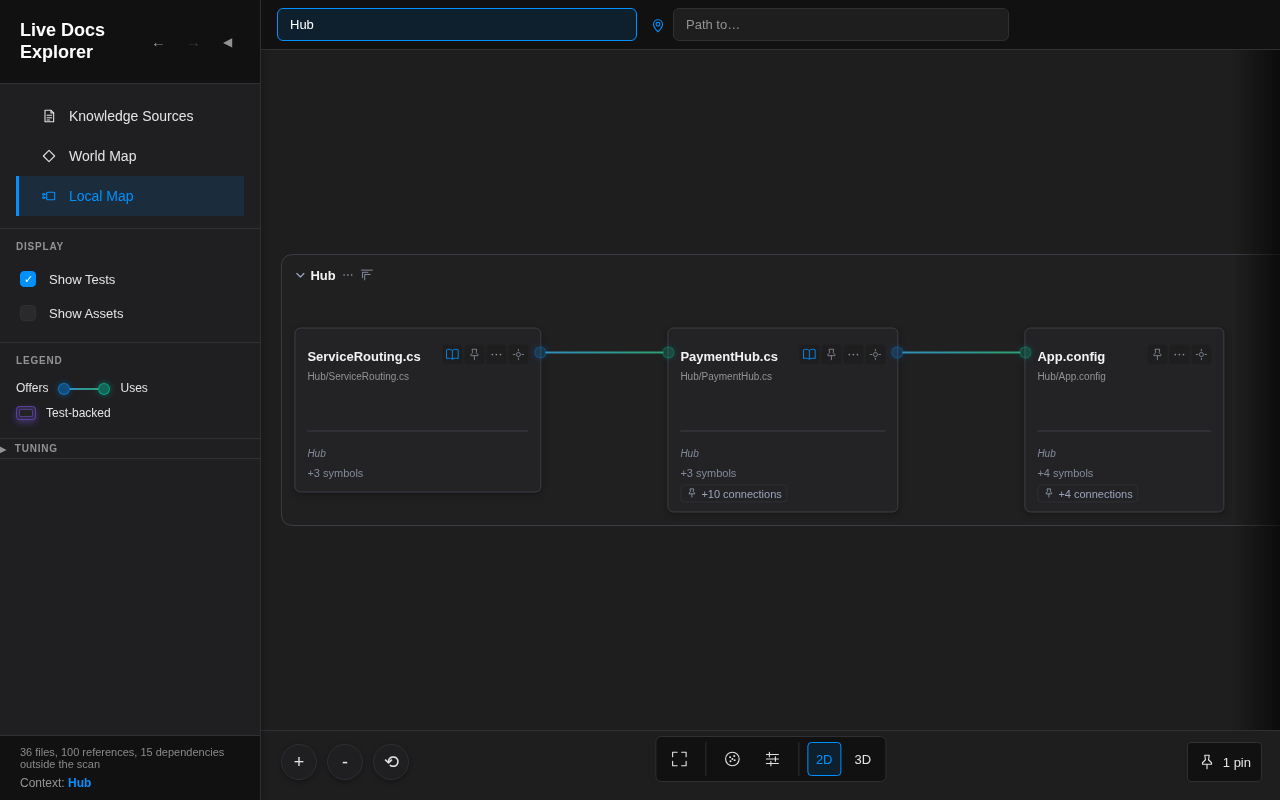 Live Docs
Explorer
Hub
Path to…
Knowledge Sources
World Map
Local Map
DISPLAY
Show Tests
Show Assets
LEGEND
Offers Uses
Test-backed
TUNING
Hub
ServiceRouting.cs
Hub/ServiceRouting.cs
Hub
+3 symbols
PaymentHub.cs
Hub/PaymentHub.cs
Hub
+3 symbols
+10 connections
App.config
Hub/App.config
Hub
+4 symbols
+4 connections
36 files, 100 references, 15 dependencies
outside the scan
Context: Hub
+ -
2D 3D
1 pin